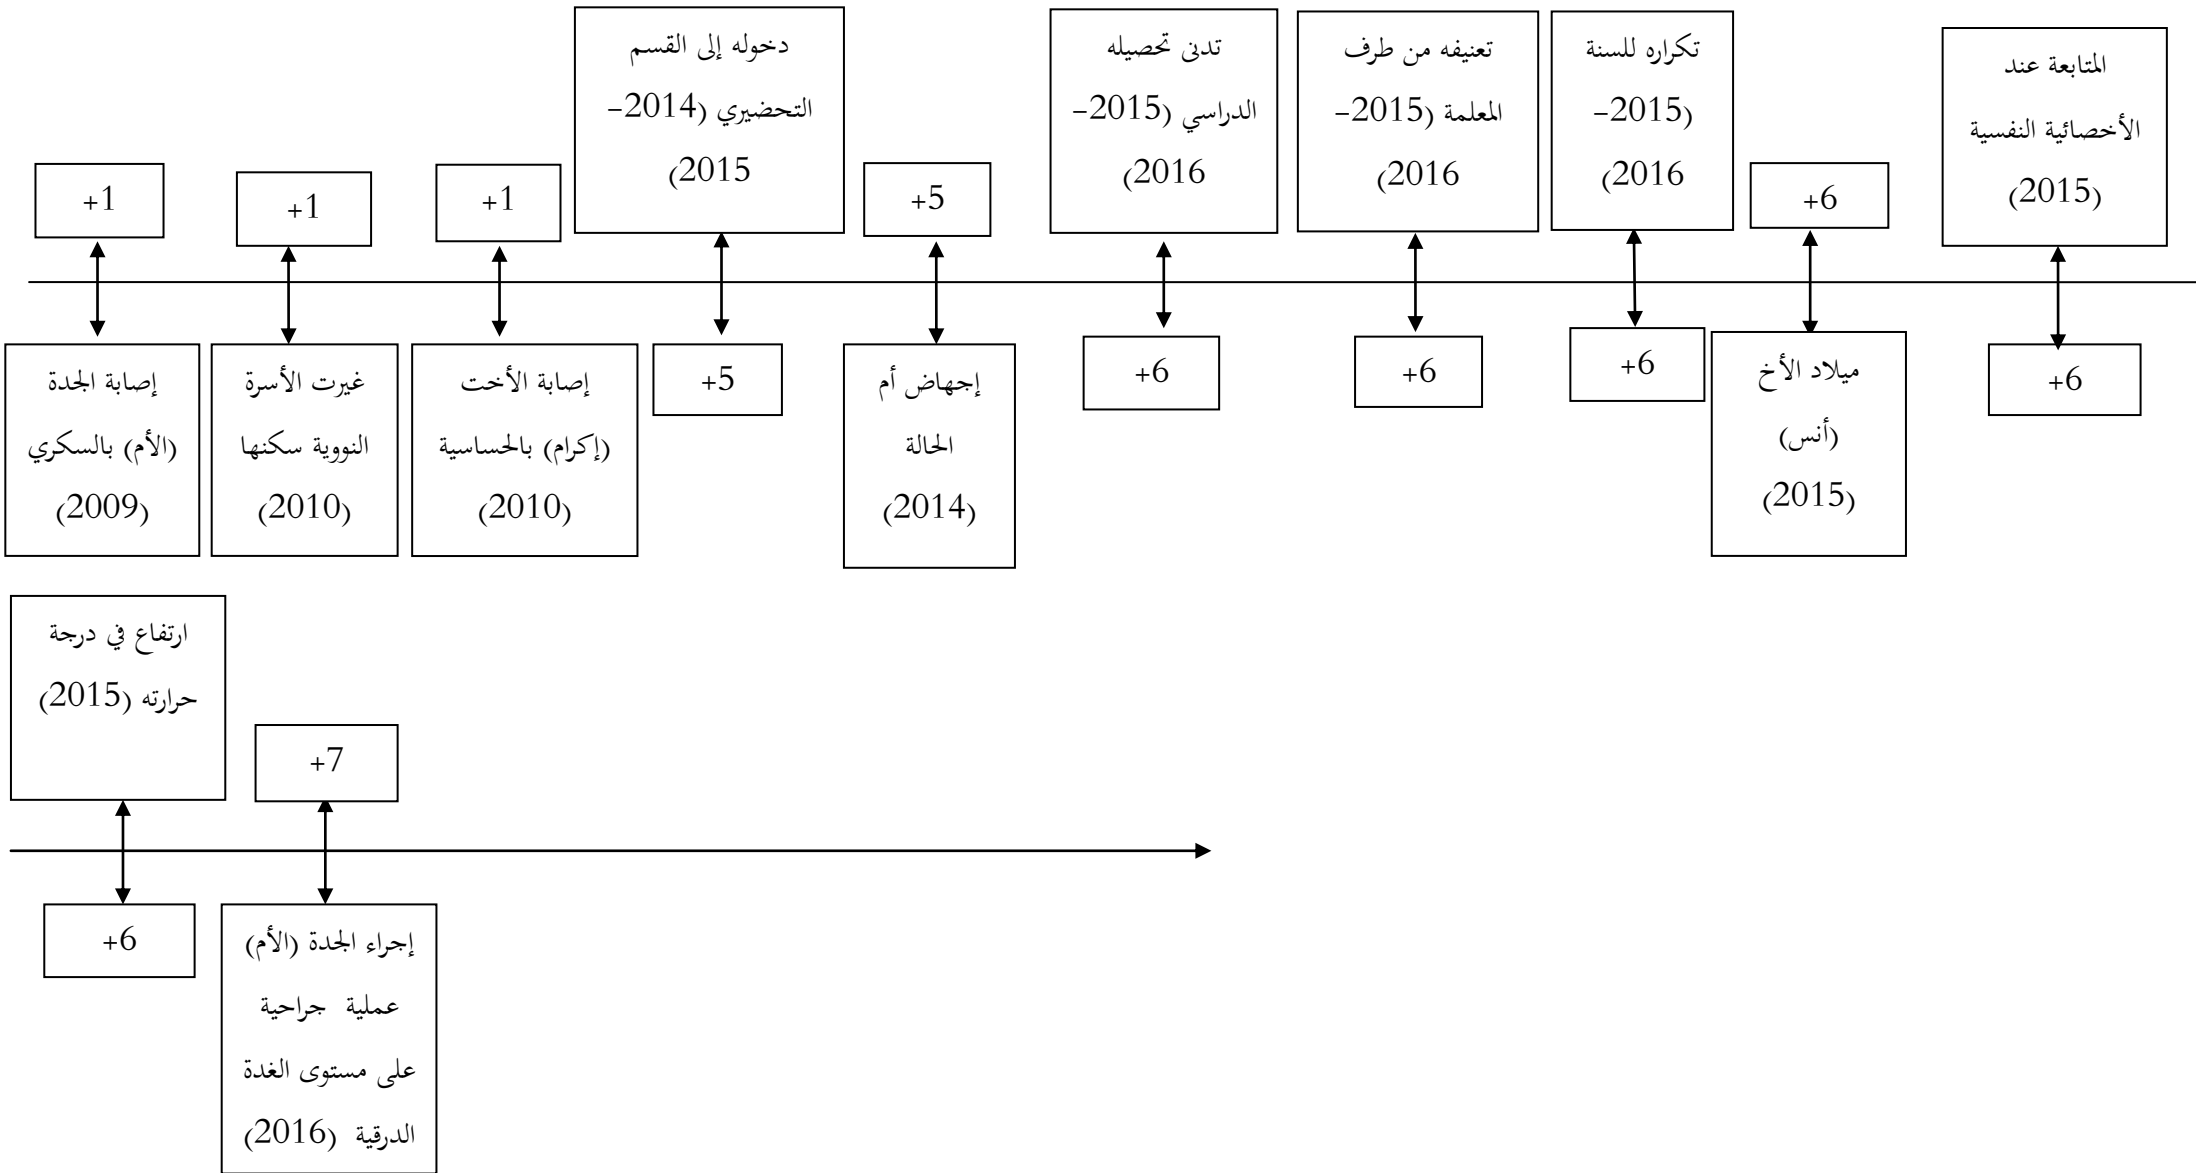 دخوله إلى القسم
التحضيري (2014-
2015)
تدنى تحصيله
الدراسي (2015-
2016)
تعنيفه من طرف
المعلمة (2015-
2016)
تكراره للسنة
(2015-
2016)
المتابعة عند
الأخصائية النفسية
(2015)
+1
+1
+1
+5
+6
إصابة الجدة
(الأم) بالسكري
(2009)
غيرت الأسرة
النووية سكنها
(2010)
إصابة الأخت
(إكرام) بالحساسية
(2010)
+5
إجهاض أم
الحالة
(2014)
+6
+6
+6
ميلاد الأخ
(أنس)
(2015)
+6
ارتفاع في درجة
حرارته (2015)
+7
+6
إجراء الجدة (الأم)
عملية جراحية
على مستوى الغدة
الدرقية (2016)